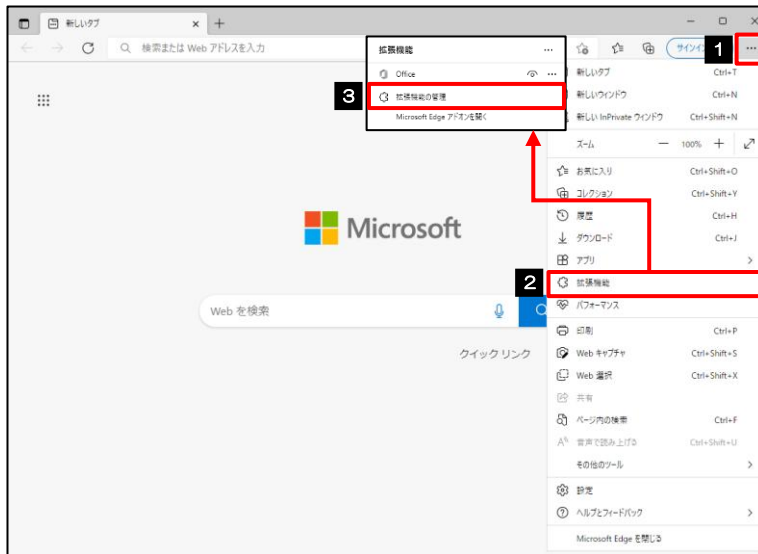 新しいタブ
検索または Web アドレスを入力
サインイン
1
拡張機能
Office
3
拡張機能の管理
Microsoft Edge アドオンを開く
新しいタブ Ctrl+T
新しいウィンドウ Ctrl+N
新しい InPrivate ウィンドウ Ctrl+Shift+N
ズーム 100%
お気に入り Ctrl+Shift+O
コレクション Ctrl+Shift+Y
履歴 Ctrl+H
ダウンロード Ctrl+J
アプリ
2
拡張機能
パフォーマンス
印刷 Ctrl+P
Web キャプチャ Ctrl+Shift+S
Web 選択 Ctrl+Shift+X
共有
ページ内の検索 Ctrl+F
音声で読み上げる Ctrl+Shift+U
その他のツール
設定
ヘルプとフィードバック
Microsoft Edge を閉じる
Microsoft
Web を検索
クイック リンク